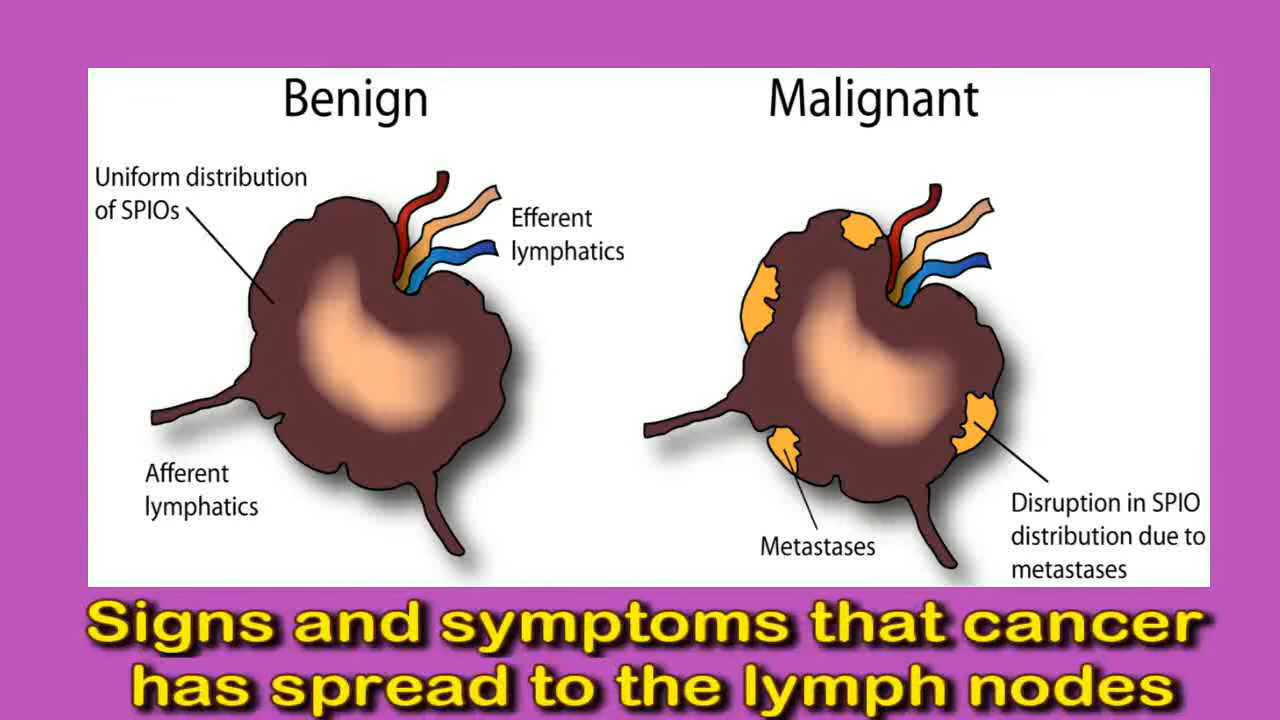 Benign
Malignant
Uniform distribution
of SPIOs
Efferent
lymphatics
Afferent
lymphatics
Metastases
Disruption in SPIO
distribution due to
metastases
Signs and symptoms that cancer
has spread to the lymph nodes